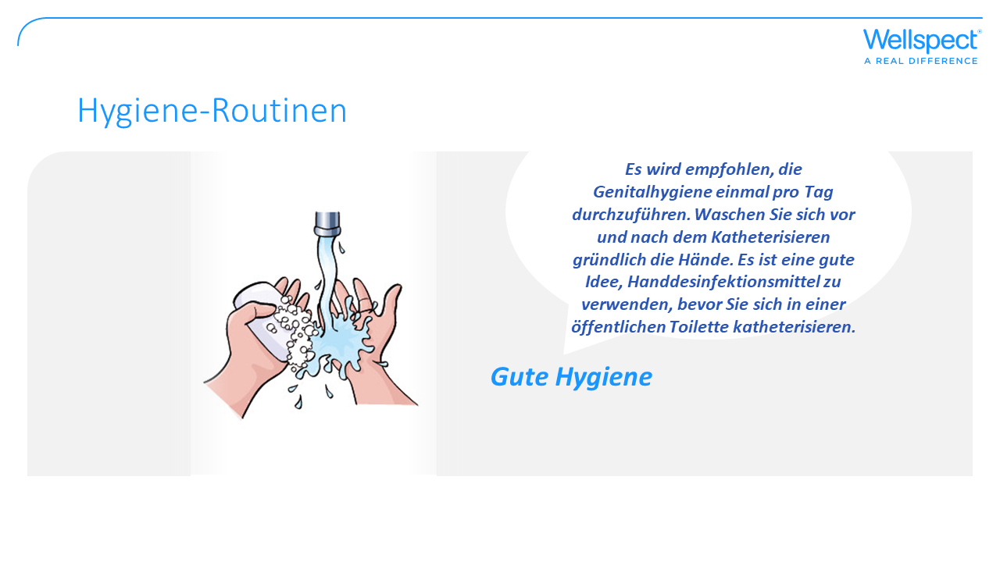 Wellspect®
A REAL DIFFERENCE
Hygiene-Routinen
Es wird empfohlen, die
Genitalhygiene einmal pro Tag
durchzuführen. Waschen Sie sich vor
und nach dem Katheterisieren
gründlich die Hände. Es ist eine gute
Idee, Handdesinfektionsmittel zu
verwenden, bevor Sie sich in einer
öffentlichen Toilette katheterisieren.
Gute Hygiene